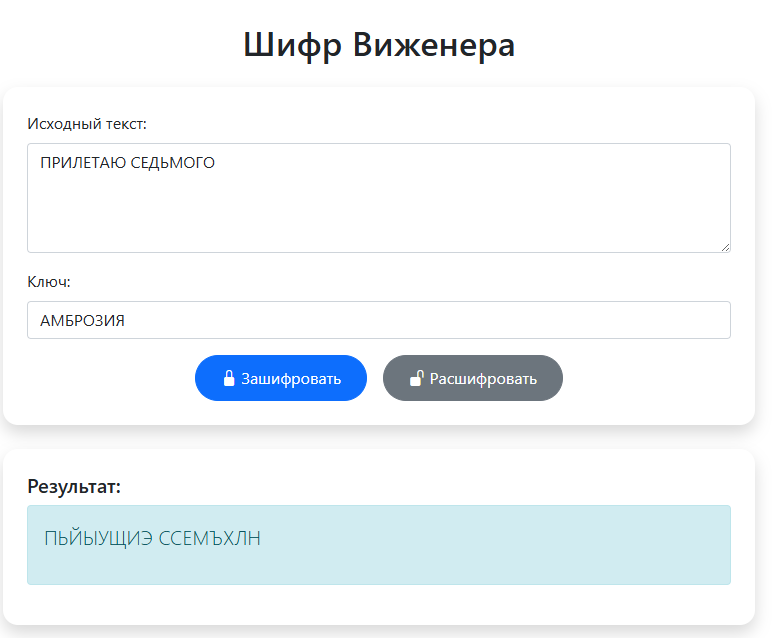 Шифр Виженера
Исходный текст:
ПРИЛЕТАЮ СЕДЬМОГО
Ключ:
АМБРОЗИЯ
Зашифровать
Расшифровать
Результат:
ПЬЙЫУЩИЭ ССЕМЪХЛН